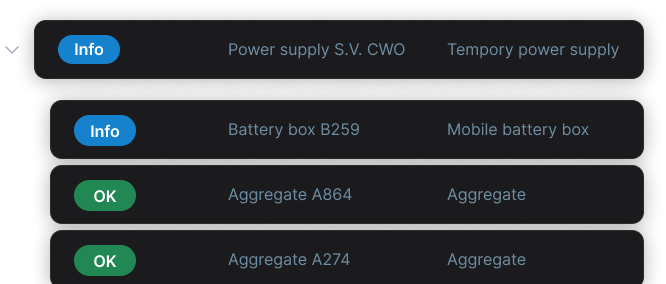 Info Power supply S.V. CWO Tempory power supply
Info Battery box B259 Mobile battery box
OK Aggregate A864 Aggregate
OK Aggregate A274 Aggregate